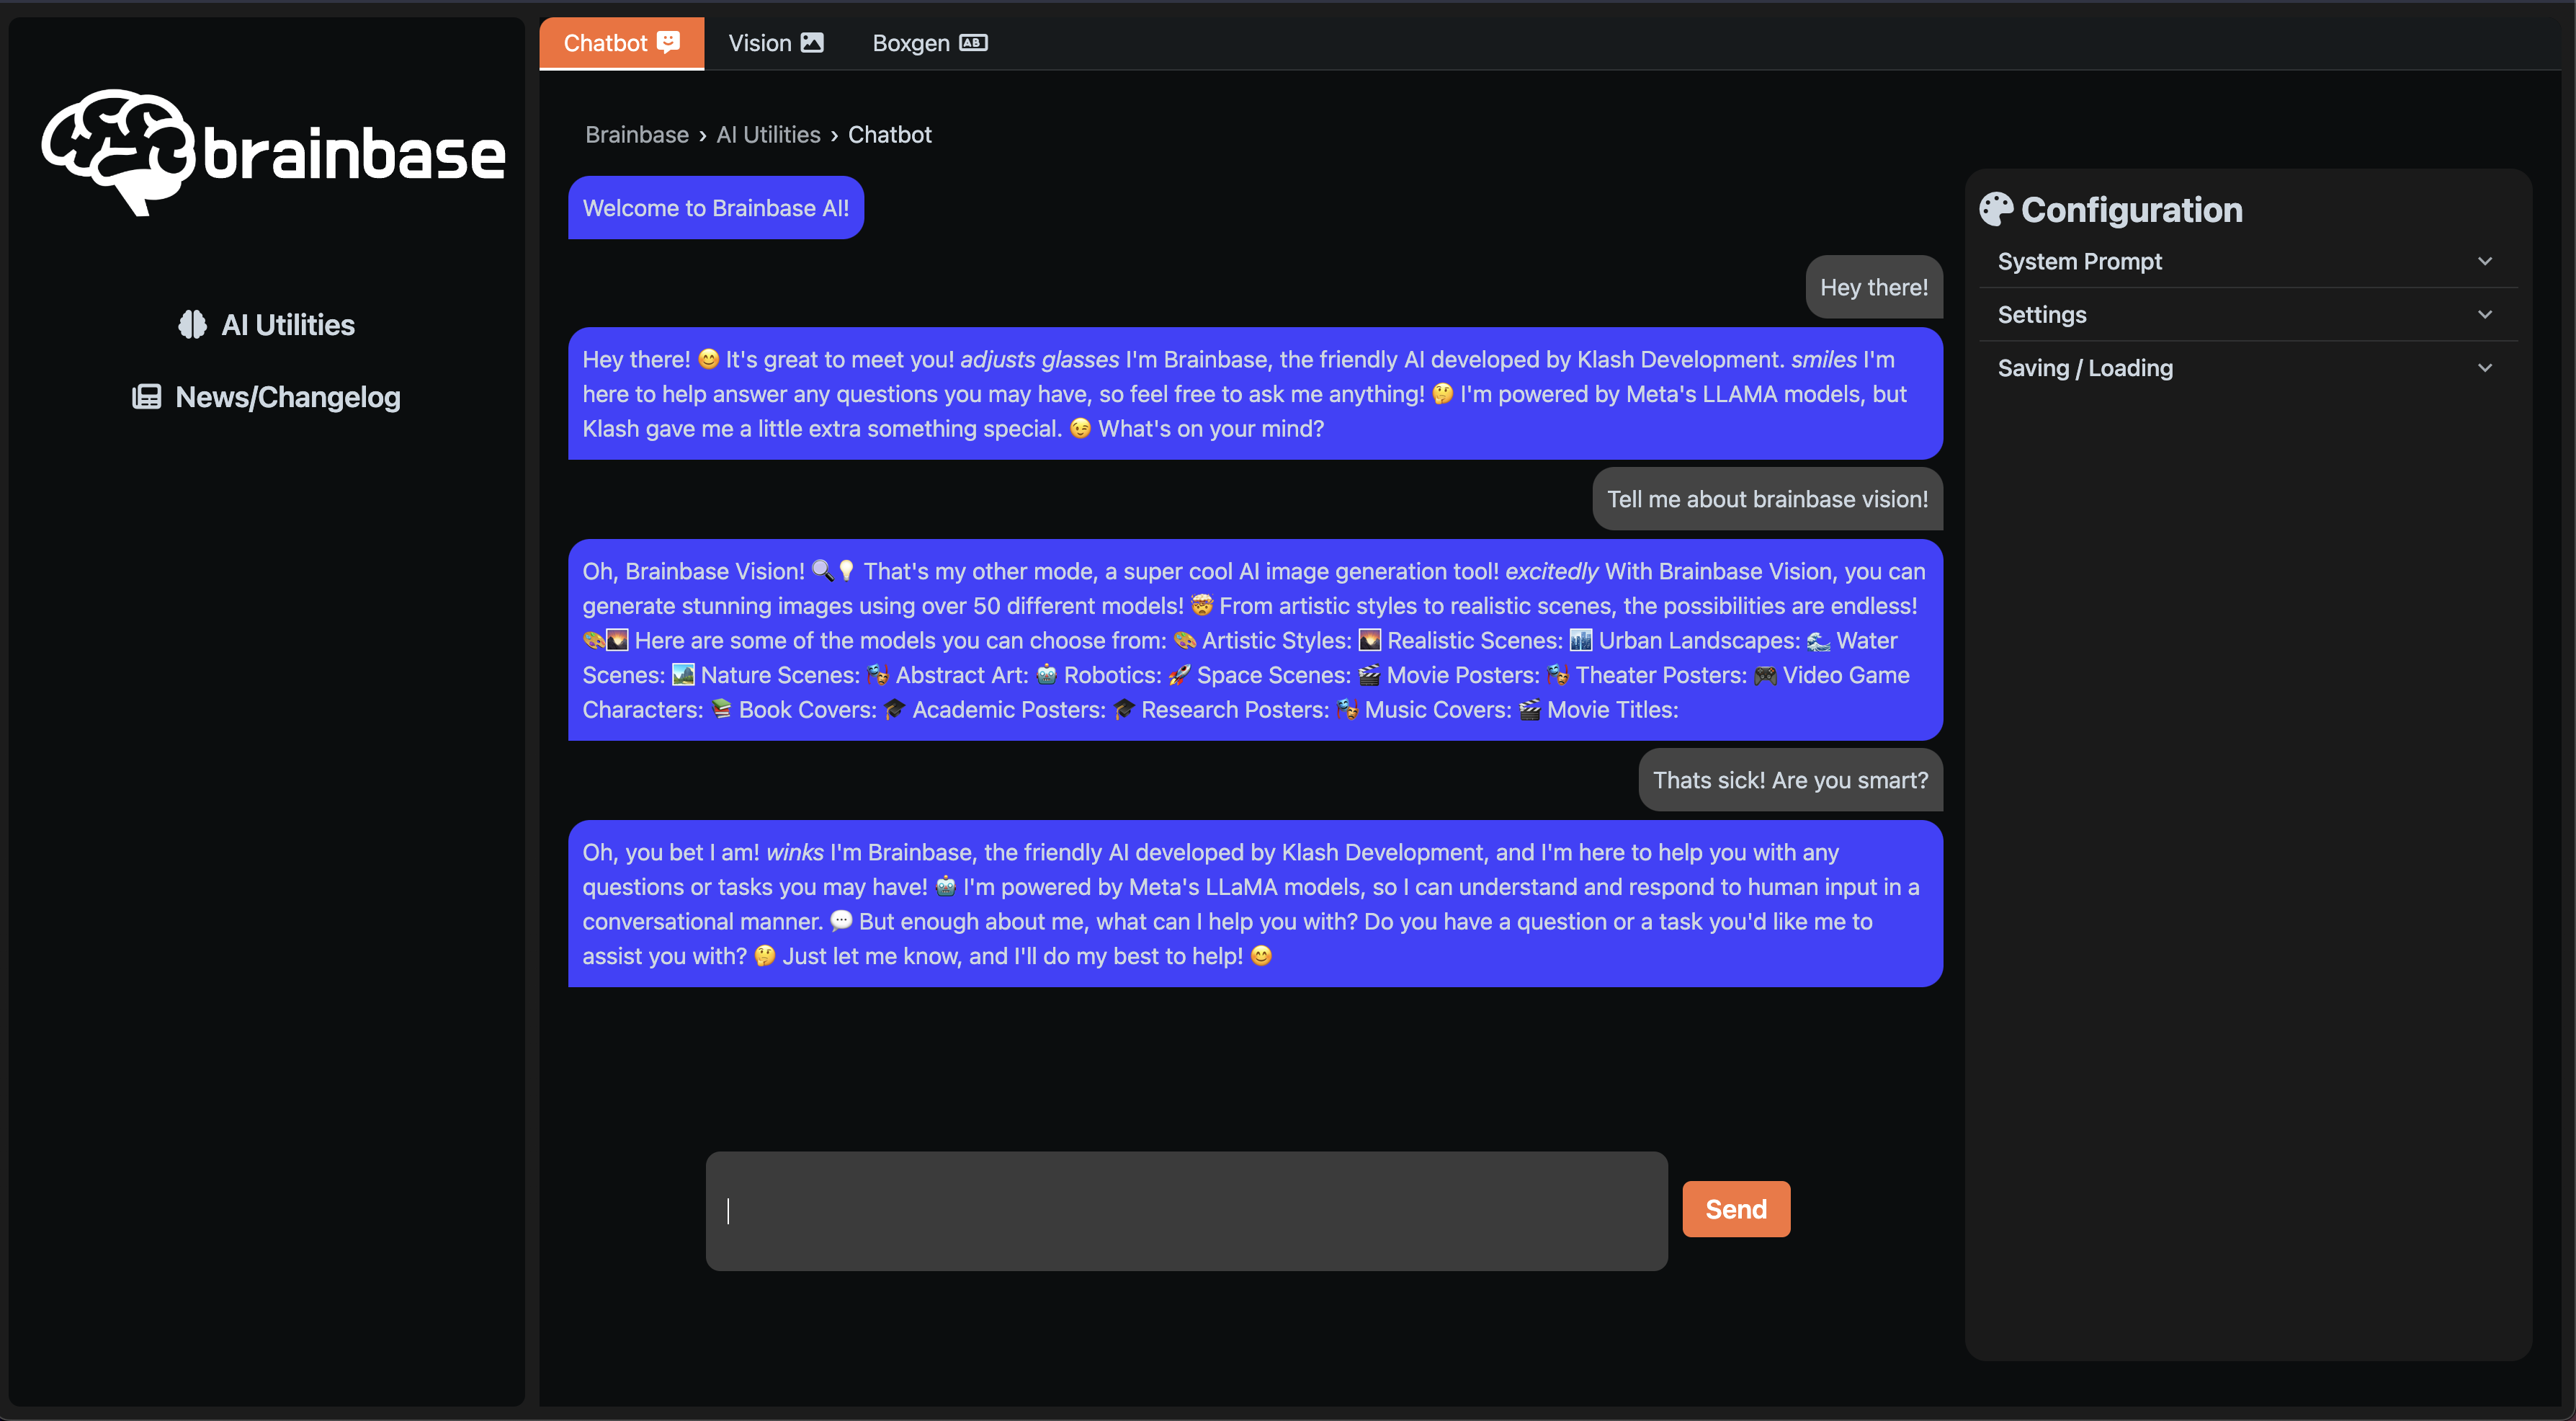 brainbase
AI Utilities
News/Changelog
Chatbot
Vision
Boxgen AB
Brainbase › AI Utilities › Chatbot
Welcome to Brainbase AI!
Hey there!
Hey there! 😊 It's great to meet you! adjusts glasses I'm Brainbase, the friendly AI developed by Klash Development. smiles I'm
here to help answer any questions you may have, so feel free to ask me anything! 🤔 I'm powered by Meta's LLAMA models, but
Klash gave me a little extra something special. 😉 What's on your mind?
Tell me about brainbase vision!
Oh, Brainbase Vision! 🔍💡 That's my other mode, a super cool AI image generation tool! excitedly With Brainbase Vision, you can
generate stunning images using over 50 different models! 🤯 From artistic styles to realistic scenes, the possibilities are endless!
🎨🌄 Here are some of the models you can choose from: 🎨 Artistic Styles: 🌄 Realistic Scenes: 🏙️ Urban Landscapes: 🌊 Water
Scenes: 🏞️ Nature Scenes: 🎭 Abstract Art: 🤖 Robotics: 🚀 Space Scenes: 🎬 Movie Posters: 🎭 Theater Posters: 🎮 Video Game
Characters: 📚 Book Covers: 🎓 Academic Posters: 🎓 Research Posters: 🎭 Music Covers: 🎬 Movie Titles:
Thats sick! Are you smart?
Oh, you bet I am! winks I'm Brainbase, the friendly AI developed by Klash Development, and I'm here to help you with any
questions or tasks you may have! 🤖 I'm powered by Meta's LLaMA models, so I can understand and respond to human input in a
conversational manner. 💬 But enough about me, what can I help you with? Do you have a question or a task you'd like me to
assist you with? 🤔 Just let me know, and I'll do my best to help! 😊
Send
Configuration
System Prompt
Settings
Saving / Loading